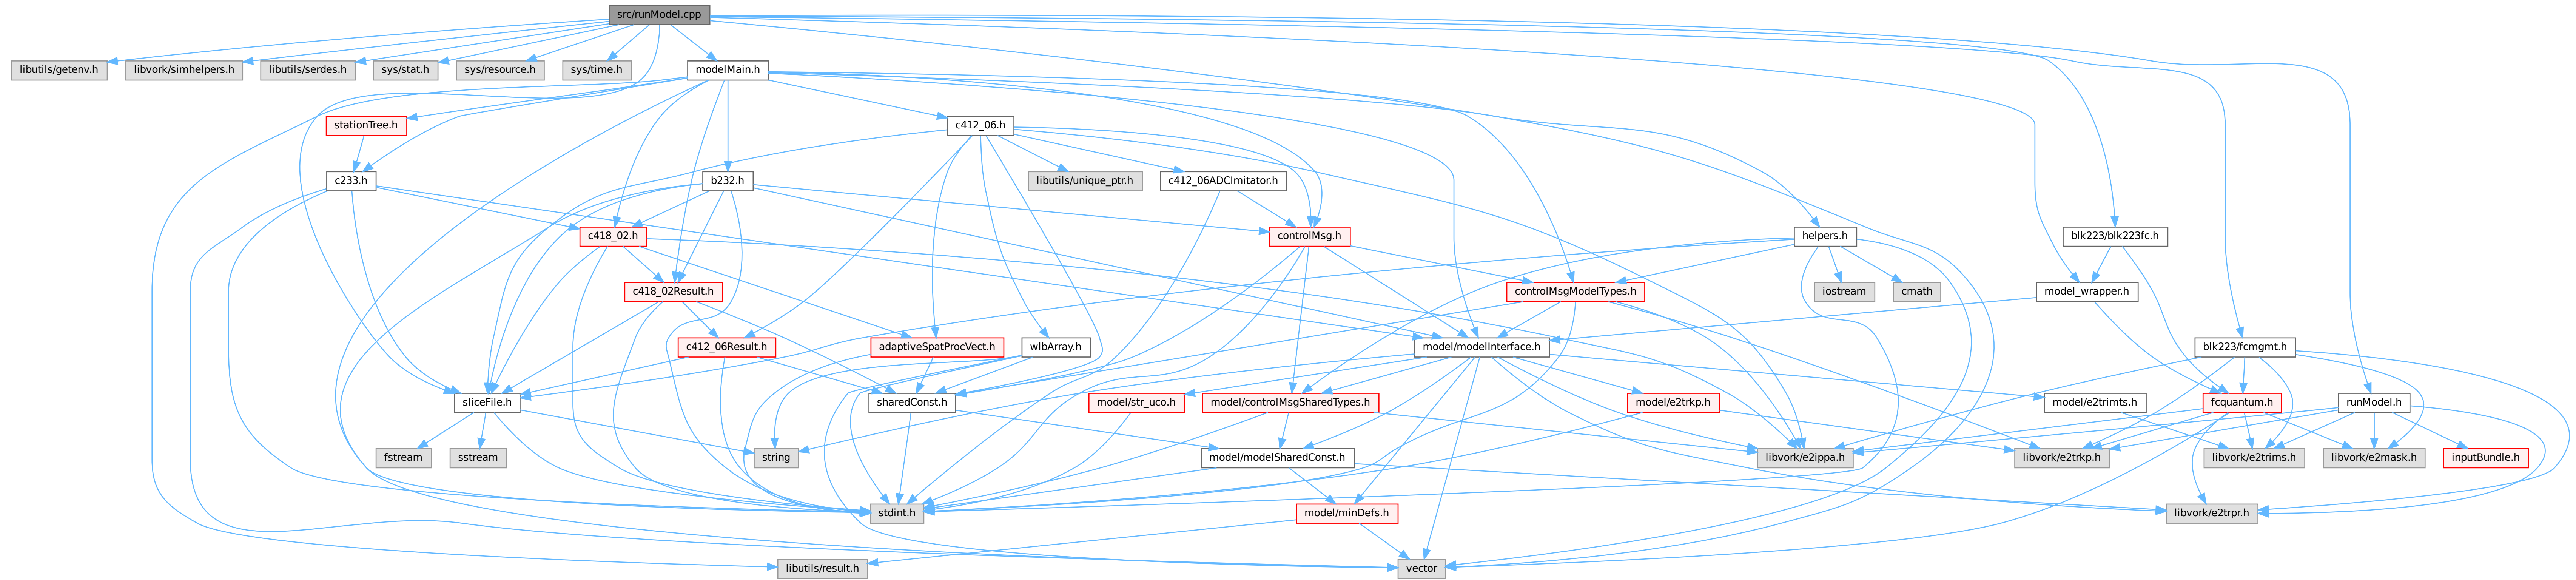 src/runModel.cpp
libutils/getenv.h
libvork/simhelpers.h
libutils/serdes.h
sys/stat.h
sys/resource.h
sys/time.h
modelMain.h
stationTree.h
c412_06.h
c233.h
b232.h
libutils/unique_ptr.h
c412_06ADCImitator.h
c418_02.h
controlMsg.h
helpers.h
blk223/blk223fc.h
c418_02Result.h
controlMsgModelTypes.h
iostream
cmath
model_wrapper.h
c412_06Result.h
adaptiveSpatProcVect.h
wlbArray.h
model/modelInterface.h
blk223/fcmgmt.h
sliceFile.h
sharedConst.h
model/str_uco.h
model/controlMsgSharedTypes.h
model/e2trkp.h
model/e2trimts.h
fcquantum.h
runModel.h
fstream
sstream
string
model/modelSharedConst.h
libvork/e2ippa.h
libvork/e2trkp.h
libvork/e2trims.h
libvork/e2mask.h
inputBundle.h
stdint.h
model/minDefs.h
libvork/e2trpr.h
libutils/result.h
vector